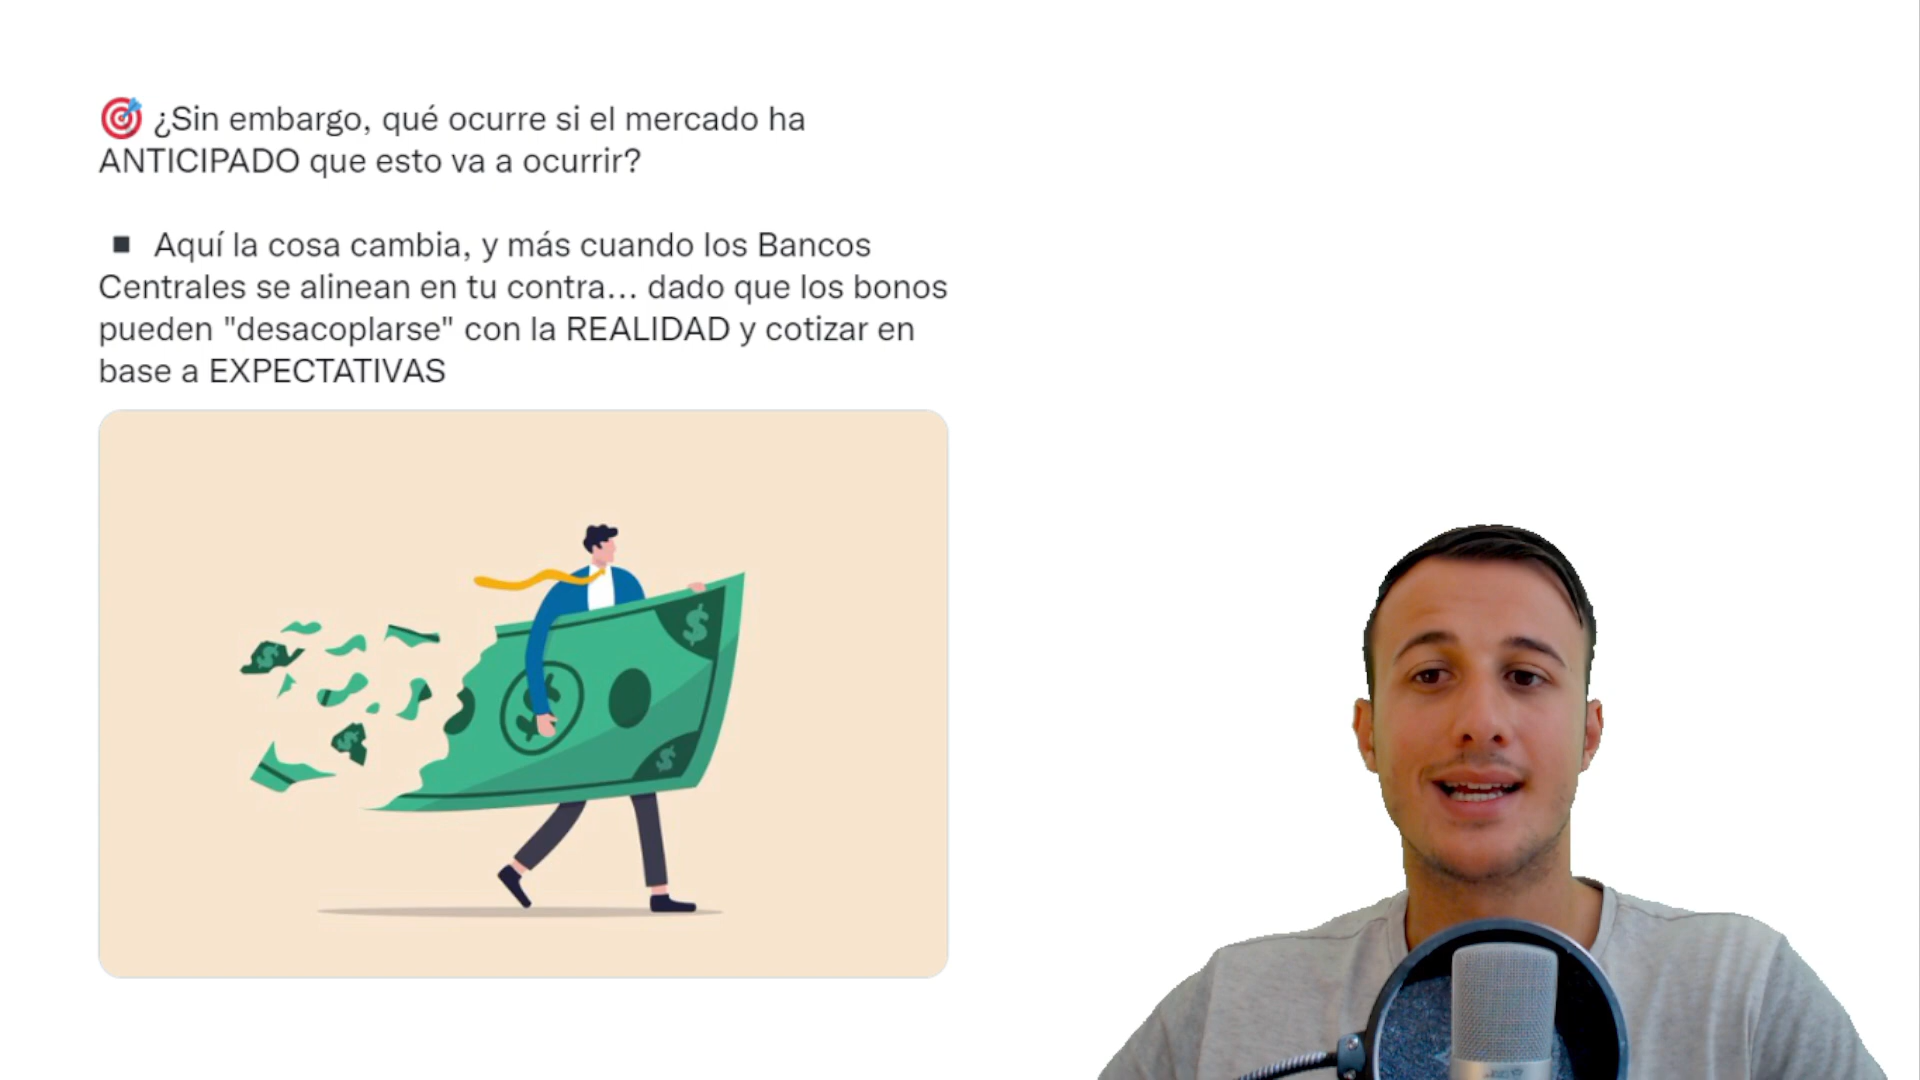 🎯 ¿Sin embargo, qué ocurre si el mercado ha
ANTICIPADO que esto va a ocurrir?
▪ Aquí la cosa cambia, y más cuando los Bancos
Centrales se alinean en tu contra... dado que los bonos
pueden "desacoplarse" con la REALIDAD y cotizar en
base a EXPECTATIVAS
$
$
$
$
$